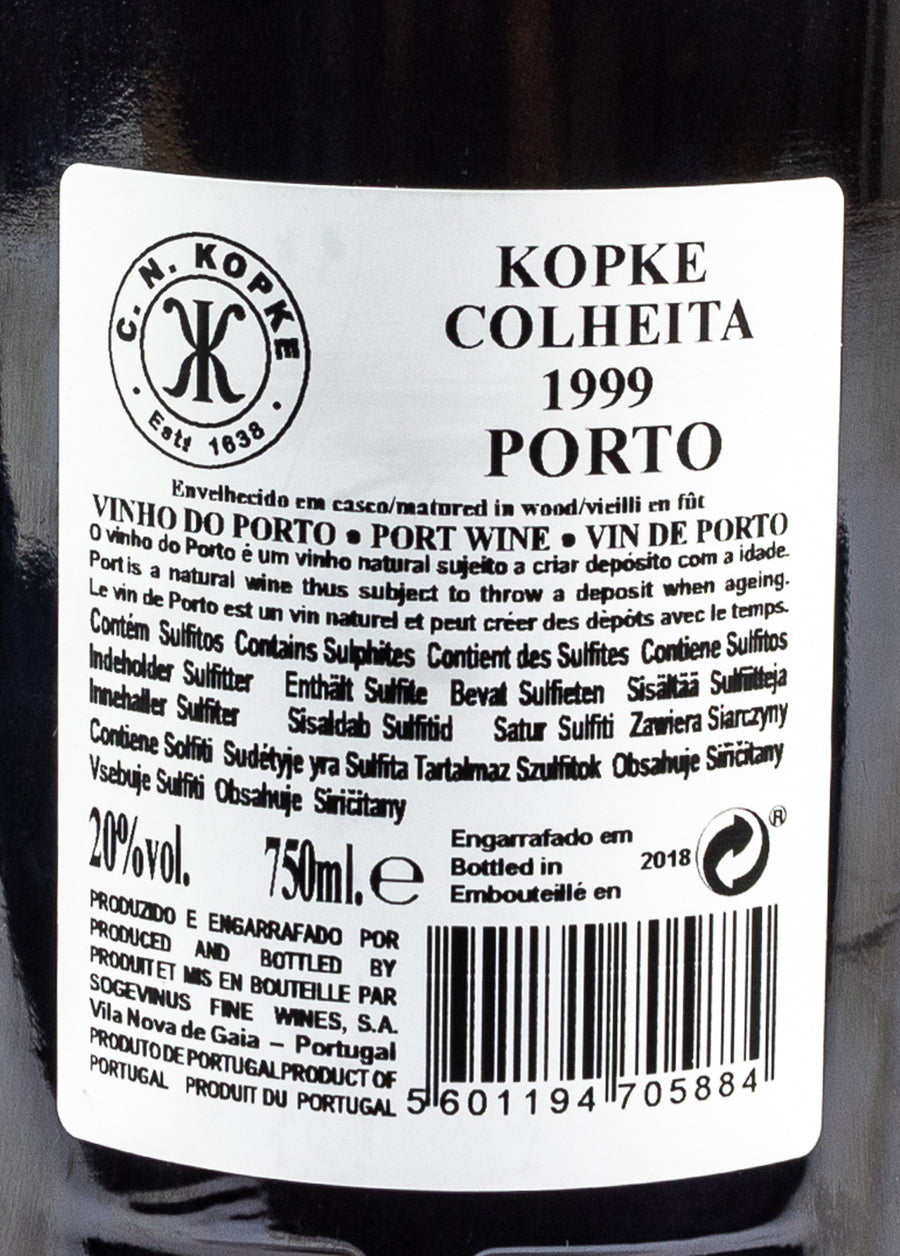 C. N. KOPKE
Estd 1638
KOPKE
COLHEITA
1999
PORTO
Envelhecido em casco/matured in wood/vieilli en fût
VINHO DO PORTO • PORT WINE • VIN DE PORTO
O vinho do Porto é um vinho natural sujeito a criar depósito com a idade.
Port is a natural wine thus subject to throw a deposit when ageing.
Le vin de Porto est un vin naturel et peut créer des dépôts avec le temps.
Contém Sulfitos Contains Sulphites Contient des Sulfites Contiene Sulfitos
Indeholder Sulfitter Enthält Sulfite Bevat Sulfieten Sisältää Sulfiitteja
Innehaller Sulfiter Sisaldab Sulfitid Satur Sulfiti Zawiera Siarczyny
Contiene Solfiti Sudétyje yra Sulfita Tartalmaz Szulfitok Obsahuje Siričitany
Vsebuje Sulfiti Obsahuje Siričitany
20%vol. 750ml. ℮
Engarrafado em
Bottled in 2018
Embouteillé en
®
PRODUZIDO E ENGARRAFADO POR
PRODUCED AND BOTTLED BY
PRODUIT ET MIS EN BOUTEILLE PAR
SOGEVINUS FINE WINES, S.A.
Vila Nova de Gaia – Portugal
PRODUTO DE PORTUGAL PRODUCT OF
PORTUGAL PRODUIT DU PORTUGAL
5 601194 705884